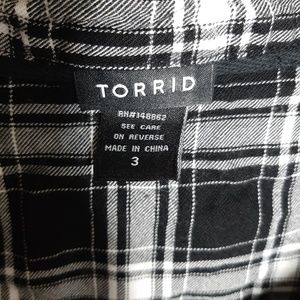 TORRID
RN#148862
SEE CARE
ON REVERSE
MADE IN CHINA
3